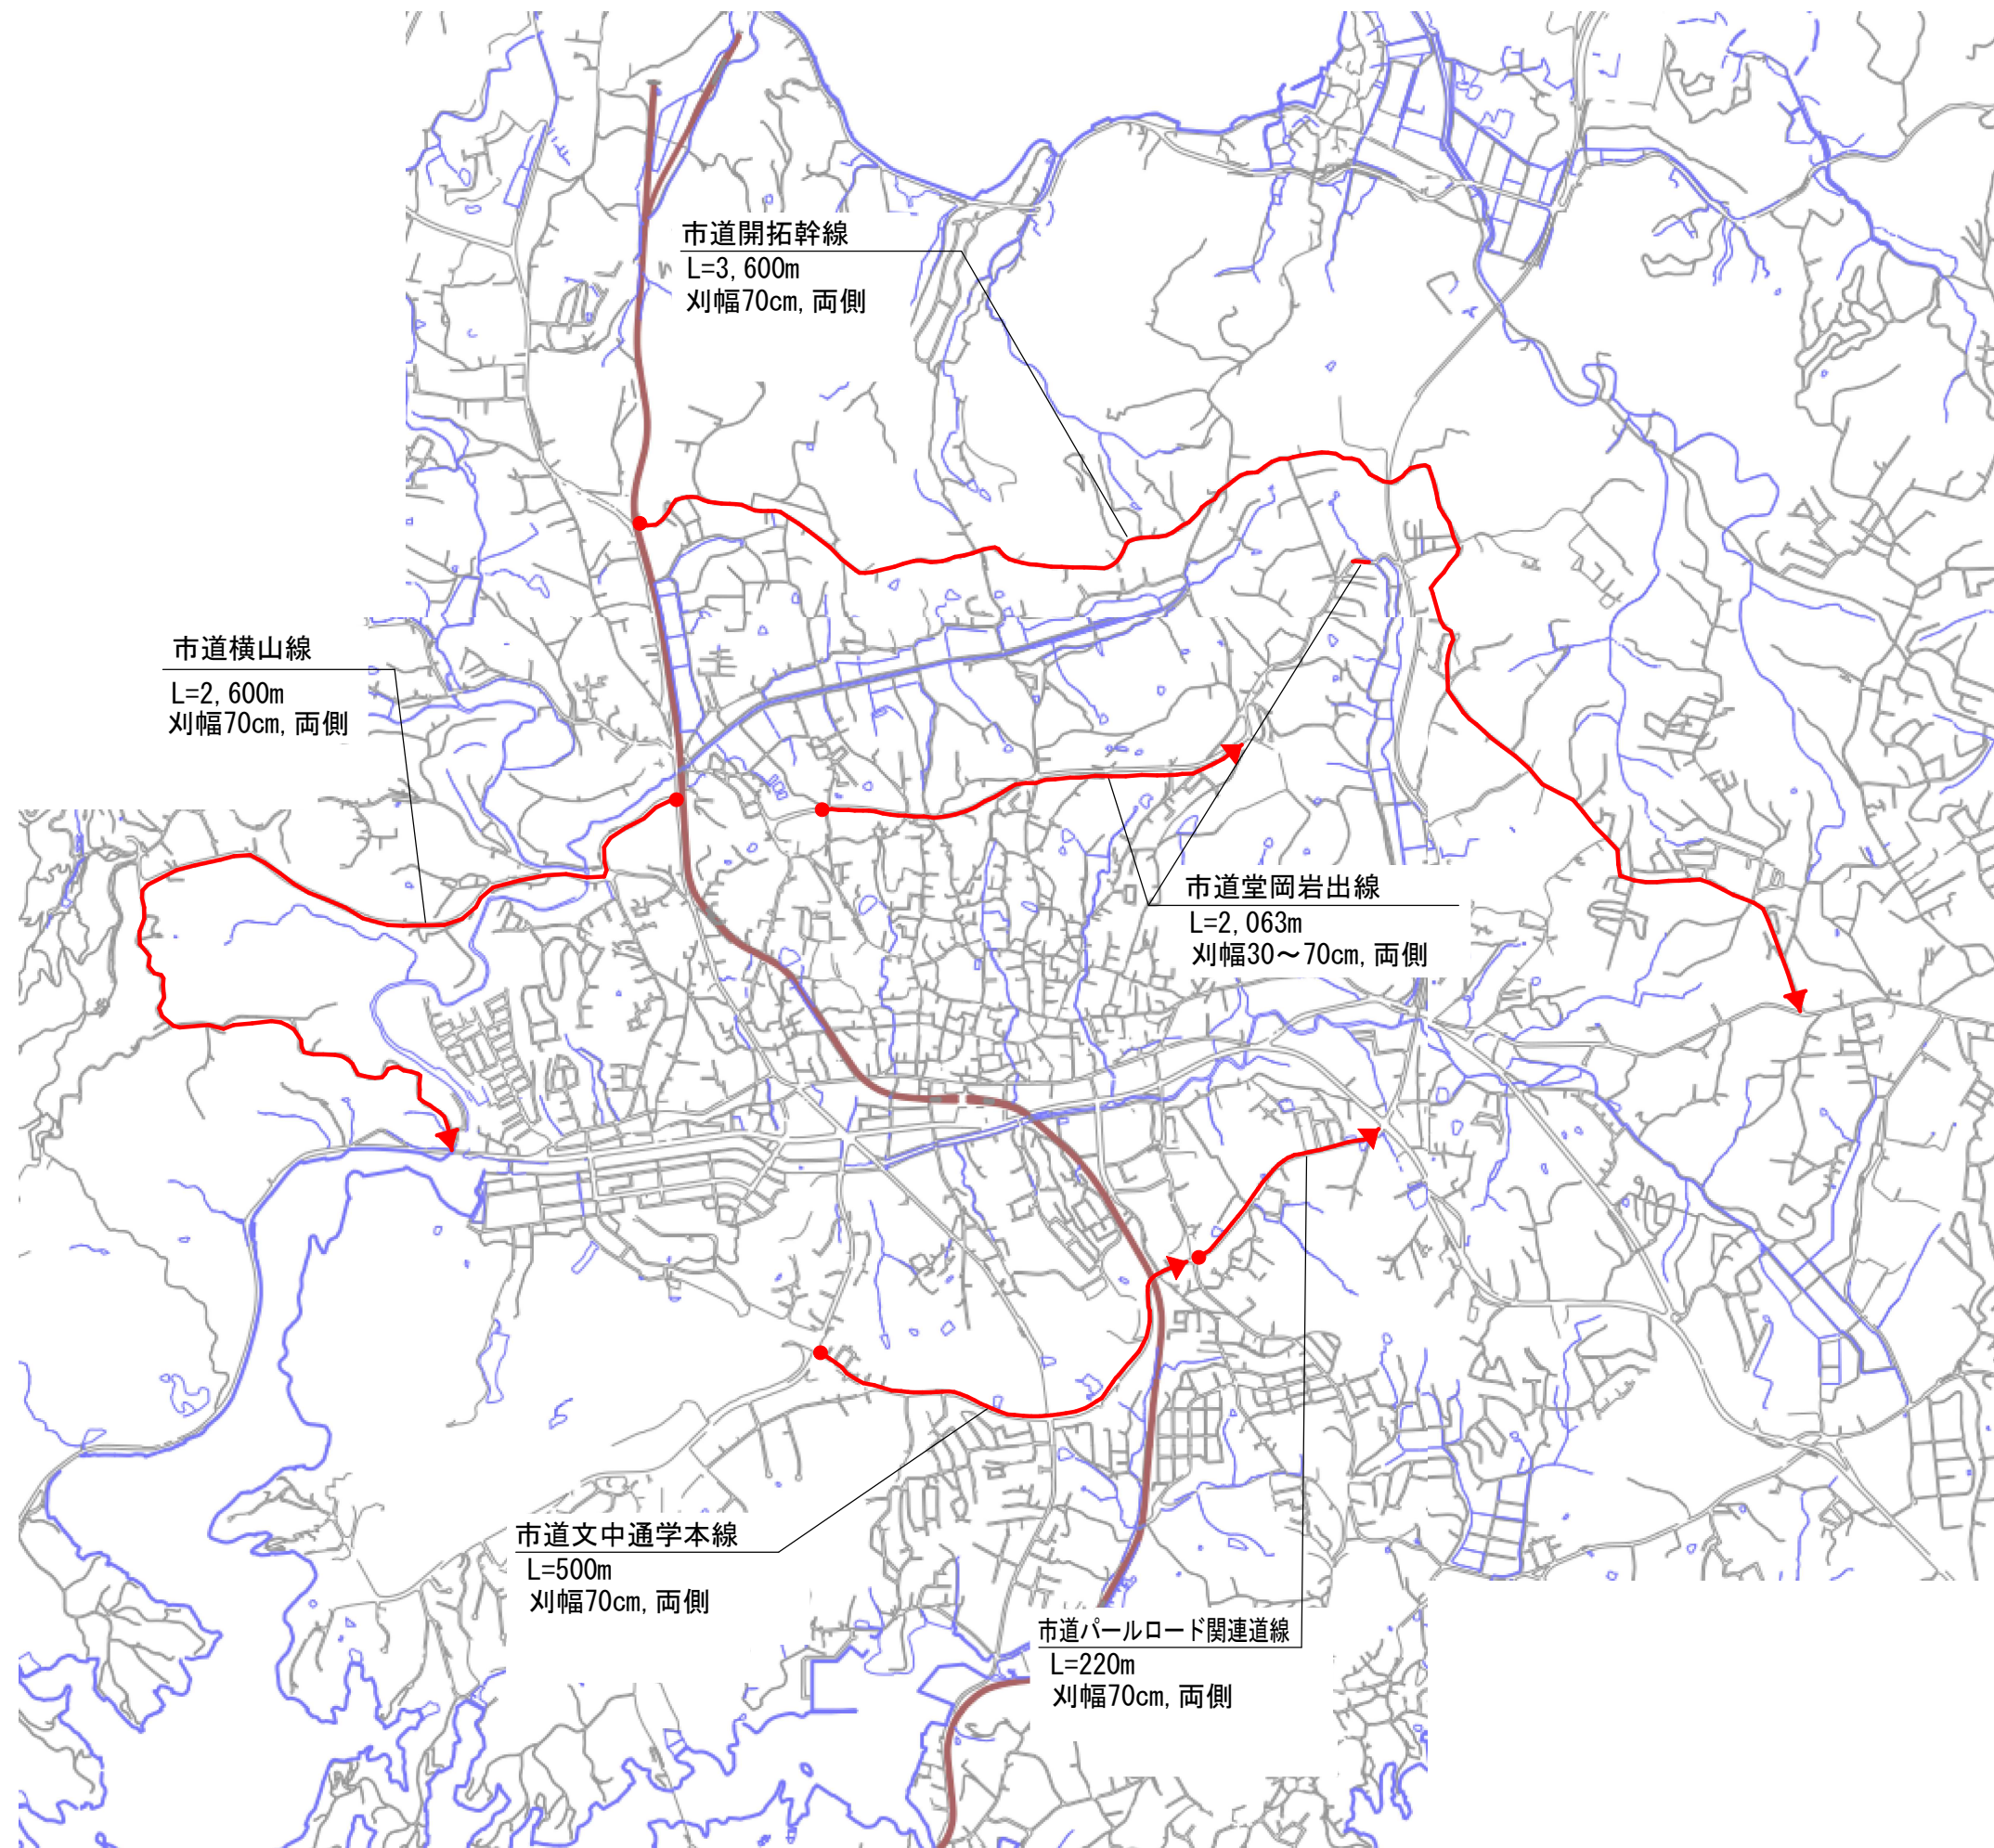 市道開拓幹線
L=3,600m
刈幅70cm,両側
市道横山線
L=2,600m
刈幅70cm,両側
市道堂岡岩出線
L=2,063m
刈幅30～70cm,両側
市道文中通学本線
L=500m
刈幅70cm,両側
市道パールロード関連道線
L=220m
刈幅70cm,両側